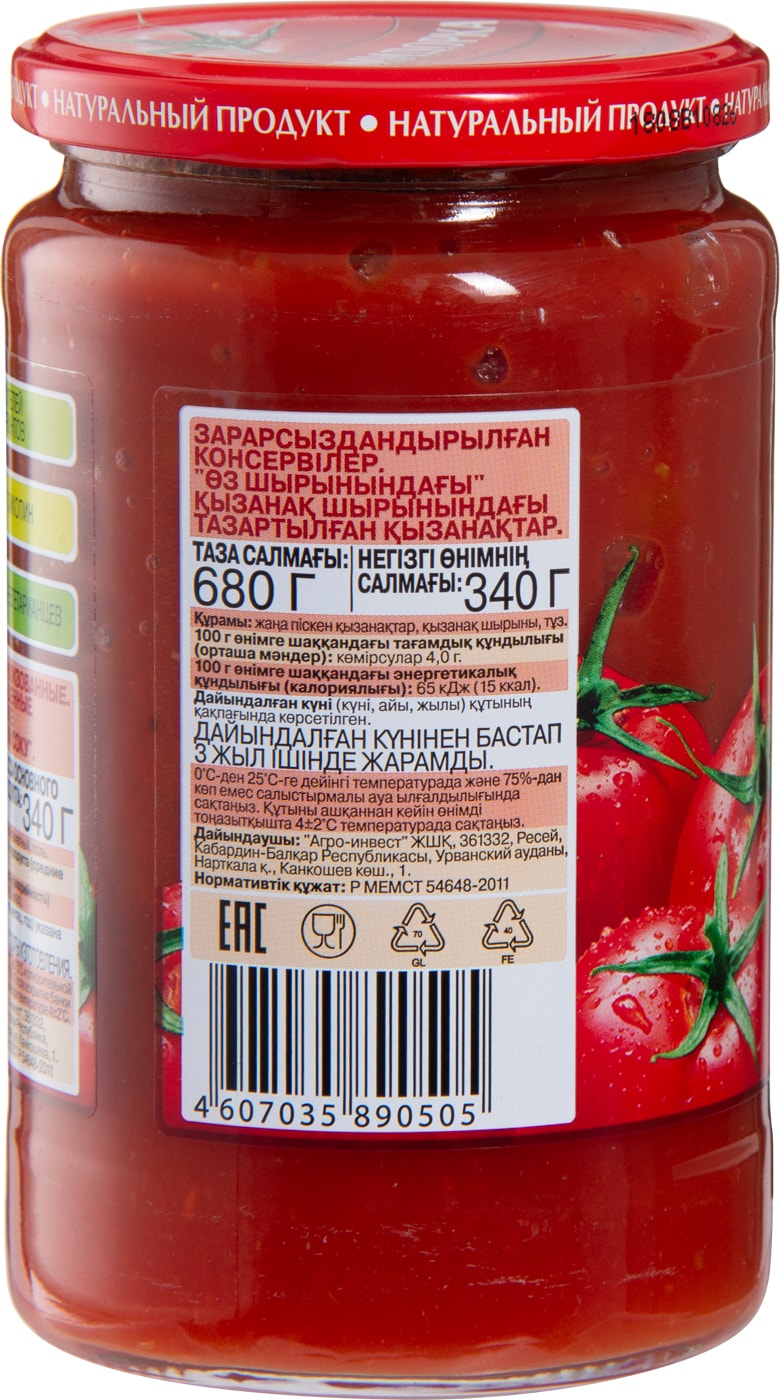 НАТУРАЛЬНЫЙ ПРОДУКТ • НАТУРАЛЬНЫЙ ПРОДУКТ •
ЗАРАРСЫЗДАНДЫРЫЛҒАН
КОНСЕРВІЛЕР.
"ӨЗ ШЫРЫНЫНДАҒЫ"
ҚЫЗАНАҚ ШЫРЫНЫНДАҒЫ
ТАЗАРТЫЛҒАН ҚЫЗАНАҚТАР.
ТАЗА САЛМАҒЫ:
680 Г
НЕГІЗГІ ӨНІМНІҢ
САЛМАҒЫ: 340 Г
Құрамы: жаңа піскен қызанақтар, қызанақ шырыны, тұз.
100 г өнімге шаққандағы тағамдық құндылығы
(орташа мәндер): көмірсулар 4,0 г.
100 г өнімге шаққандағы энергетикалық
құндылығы (калориялығы): 65 кДж (15 ккал).
Дайындалған күні (күні, айы, жылы) құтының
қақпағында көрсетілген.
ДАЙЫНДАЛҒАН КҮНІНЕН БАСТАП
3 ЖЫЛ ІШІНДЕ ЖАРАМДЫ.
0°С-ден 25°С-ге дейінгі температурада және 75%-дан
көп емес салыстырмалы ауа ылғалдылығында
сақтаңыз. Құтыны ашқаннан кейін өнімді
тоңазытқышта 4±2°С температурада сақтаңыз.
Дайындаушы: "Агро-инвест" ЖШҚ, 361332, Ресей,
Кабардин-Балқар Республикасы, Урванский ауданы,
Нарткала қ., Канкошев көш., 1.
Нормативтік құжат: Р МЕМСТ 54648-2011
ЕАС
70
GL
40
FE
4 607035 890505
ОСНОВНОГО
340 Г